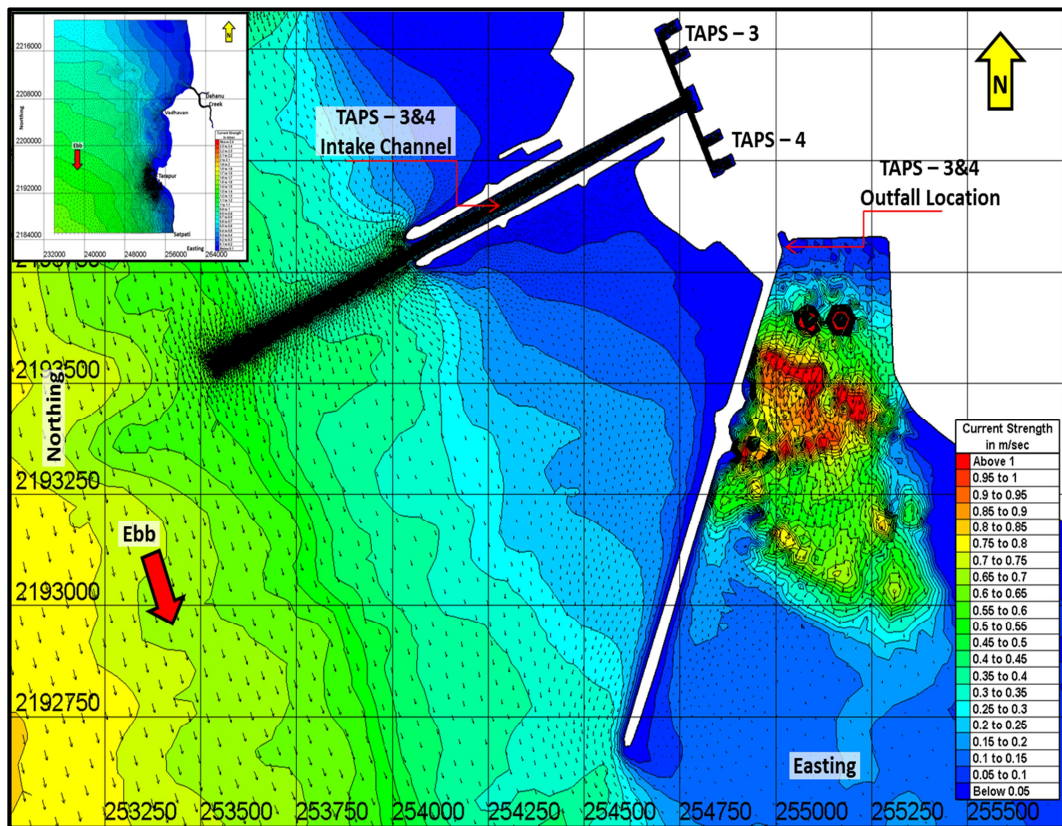 N
2216000
2208000
2200000
2192000
2184000
Northing
Dahanu
Creek
Vadhavan
Ebb
Tarapur
Satpati
Easting
232000 240000 248000 256000 264000
TAPS – 3
TAPS – 3&4
Intake Channel
TAPS – 4
N
TAPS – 3&4
Outfall Location
2193500
Northing
2193250
2193000
2192750
Ebb
Current Strength
in m/sec
Above 1
0.95 to 1
0.9 to 0.95
0.85 to 0.9
0.8 to 0.85
0.75 to 0.8
0.7 to 0.75
0.65 to 0.7
0.6 to 0.65
0.55 to 0.6
0.5 to 0.55
0.45 to 0.5
0.4 to 0.45
0.35 to 0.4
0.3 to 0.35
0.25 to 0.3
0.2 to 0.25
0.15 to 0.2
0.1 to 0.15
0.05 to 0.1
Below 0.05
Easting
253250 253500 253750 254000 254250 254500 254750 255000 255250 255500